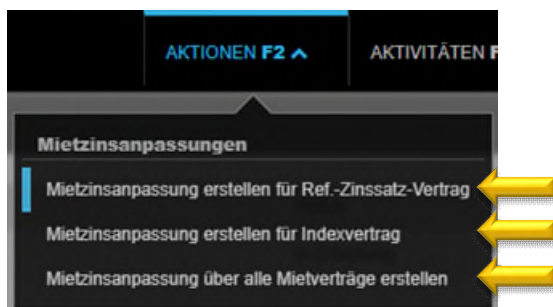 AKTIONEN F2 AKTIVITÄTEN F
Mietzinsanpassungen
Mietzinsanpassung erstellen für Ref.-Zinssatz-Vertrag
Mietzinsanpassung erstellen für Indexvertrag
Mietzinsanpassung über alle Mietverträge erstellen